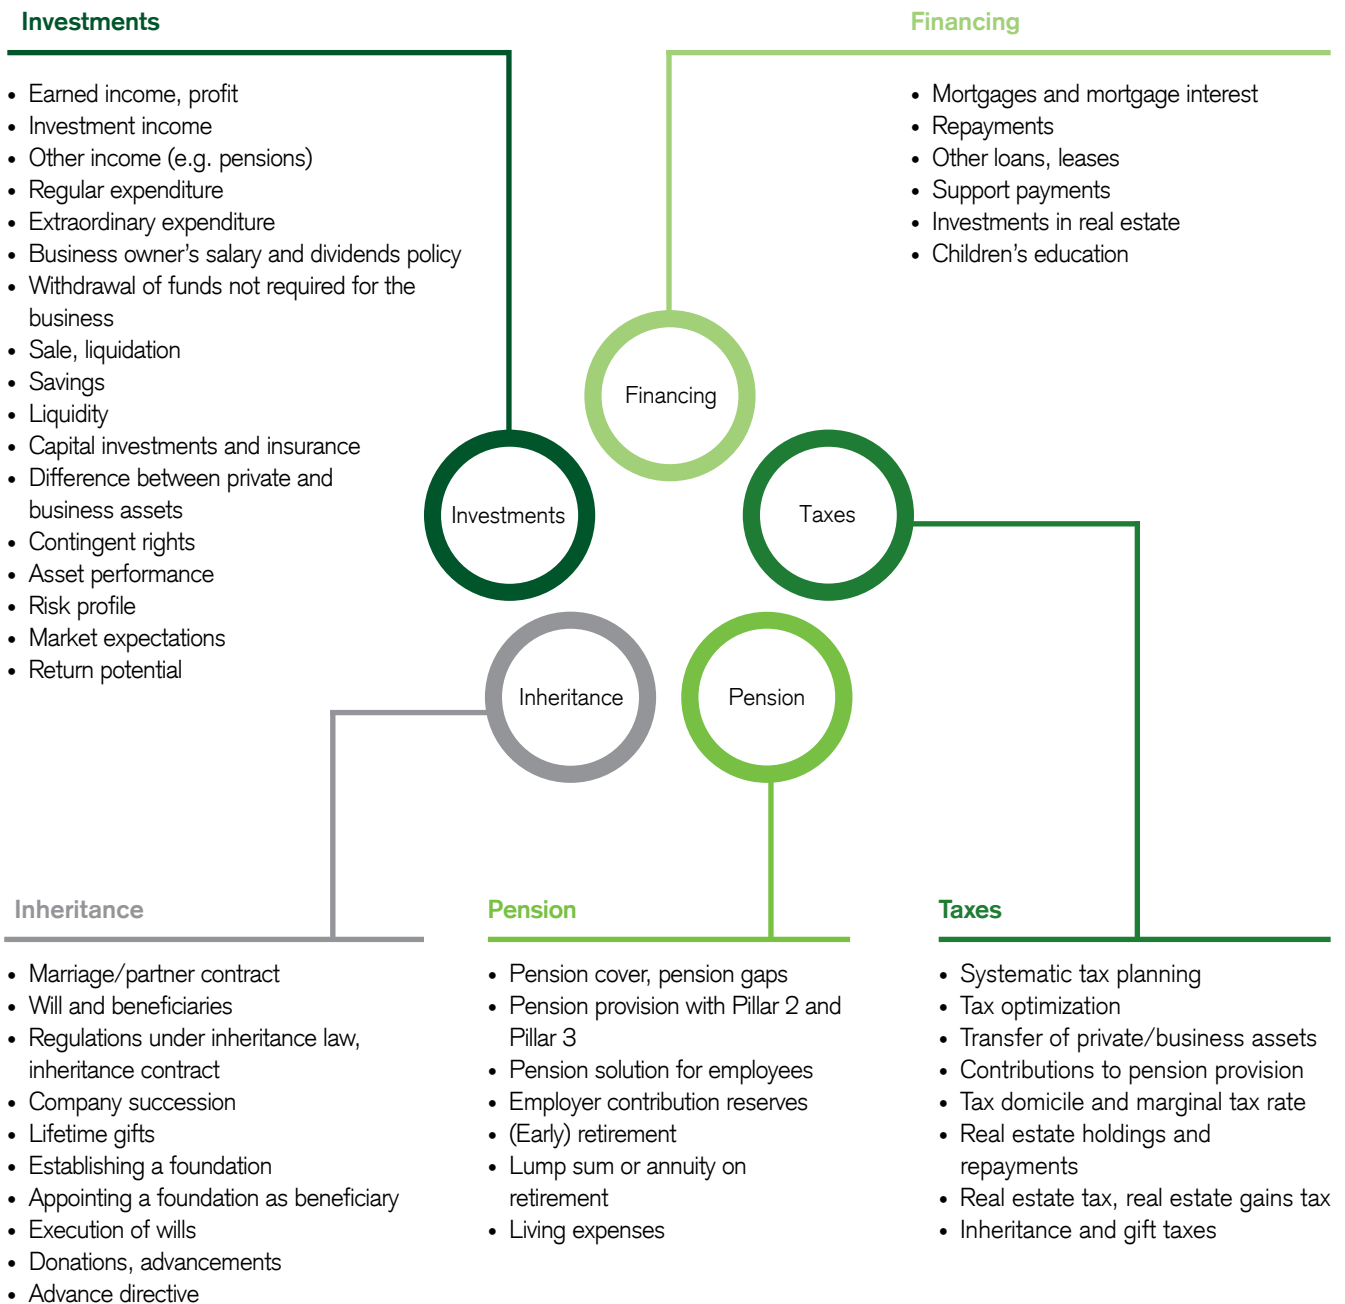 Investments
• Earned income, profit
• Investment income
• Other income (e.g. pensions)
• Regular expenditure
• Extraordinary expenditure
• Business owner’s salary and dividends policy
• Withdrawal of funds not required for the
business
• Sale, liquidation
• Savings
• Liquidity
• Capital investments and insurance
• Difference between private and
business assets
• Contingent rights
• Asset performance
• Risk profile
• Market expectations
• Return potential
Financing
• Mortgages and mortgage interest
• Repayments
• Other loans, leases
• Support payments
• Investments in real estate
• Children’s education
Financing
Investments
Taxes
Inheritance
Pension
Inheritance
• Marriage/partner contract
• Will and beneficiaries
• Regulations under inheritance law,
inheritance contract
• Company succession
• Lifetime gifts
• Establishing a foundation
• Appointing a foundation as beneficiary
• Execution of wills
• Donations, advancements
• Advance directive
Pension
• Pension cover, pension gaps
• Pension provision with Pillar 2 and
Pillar 3
• Pension solution for employees
• Employer contribution reserves
• (Early) retirement
• Lump sum or annuity on
retirement
• Living expenses
Taxes
• Systematic tax planning
• Tax optimization
• Transfer of private/business assets
• Contributions to pension provision
• Tax domicile and marginal tax rate
• Real estate holdings and
repayments
• Real estate tax, real estate gains tax
• Inheritance and gift taxes